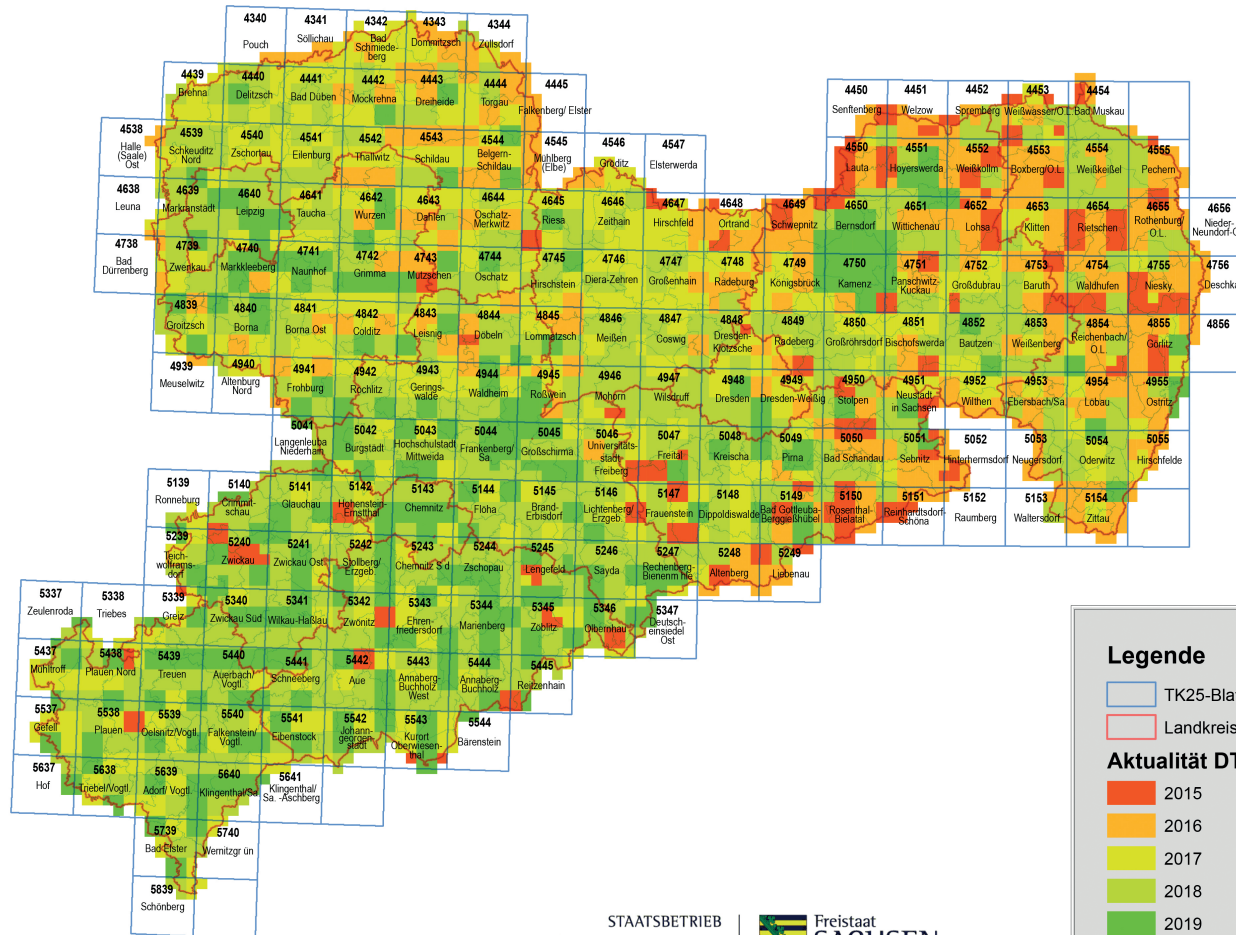 4340
Pouch
4341
Söllichau
4342
Bad
Schmiede-
berg
4343
Dommitzsch
4344
Züllsdorf
4439
Brehna
4440
Delitzsch
4441
Bad Düben
4442
Mockrehna
4443
Dreiheide
4444
Torgau
4445
Falkenberg/ Elster
4450
Senftenberg
4451
Welzow
4452
Spremberg
4453
Weißwasser/O.L.
4454
Bad Muskau
4538
Halle
(Saale)
Ost
4539
Schkeuditz
Nord
4540
Zschortau
4541
Eilenburg
4542
Thallwitz
4543
Schildau
4544
Belgern-
Schildau
4545
Mühlberg
(Elbe)
4546
Gröditz
4547
Elsterwerda
4550
Lauta
4551
Hoyerswerda
4552
Weißkollm
4553
Boxberg/O.L.
4554
Weißkeißel
4555
Pechern
4638
Leuna
4639
Markranstädt
4640
Leipzig
4641
Taucha
4642
Wurzen
4643
Dahlen
4644
Oschatz-
Merkwitz
4645
Riesa
4646
Zeithain
4647
Hirschfeld
4648
Ortrand
4649
Schwepnitz
4650
Bernsdorf
4651
Wittichenau
4652
Lohsa
4653
Klitten
4654
Rietschen
4655
Rothenburg/
O.L.
4656
Nieder-
Neundorf-O
4738
Bad
Dürrenberg
4739
Zwenkau
4740
Markkleeberg
4741
Naunhof
4742
Grimma
4743
Mutzschen
4744
Oschatz
4745
Hirschstein
4746
Diera-Zehren
4747
Großenhain
4748
Radeburg
4749
Königsbrück
4750
Kamenz
4751
Panschwitz-
Kuckau
4752
Großdubrau
4753
Baruth
4754
Waldhufen
4755
Niesky
4756
Deschka
4839
Groitzsch
4840
Borna
4841
Borna Ost
4842
Colditz
4843
Leisnig
4844
Döbeln
4845
Lommatzsch
4846
Meißen
4847
Coswig
4848
Dresden-
Klotzsche
4849
Radeberg
4850
Großröhrsdorf
4851
Bischofswerda
4852
Bautzen
4853
Weißenberg
4854
Reichenbach/
O.L.
4855
Görlitz
4856
4939
Meuselwitz
4940
Altenburg
Nord
4941
Frohburg
4942
Rochlitz
4943
Gerings-
walde
4944
Waldheim
4945
Roßwein
4946
Mohorn
4947
Wilsdruff
4948
Dresden
4949
Dresden-Weißig
4950
Stolpen
4951
Neustadt
in Sachsen
4952
Wilthen
4953
Ebersbach/Sa.
4954
Löbau
4955
Ostritz
5041
Langenleuba
Niederhain
5042
Burgstädt
5043
Hochschulstadt
Mittweida
5044
Frankenberg/
Sa.
5045
Großschirma
5046
Universitäts-
stadt
Freiberg
5047
Freital
5048
Kreischa
5049
Pirna
5050
Bad Schandau
5051
Sebnitz
5052
Hinterhermsdorf
5053
Neugersdorf
5054
Oderwitz
5055
Hirschfelde
5139
Ronneburg
5140
Crimmit-
schau
5141
Glauchau
5142
Hohenstein-
Ernstthal
5143
Chemnitz
5144
Flöha
5145
Brand-
Erbisdorf
5146
Lichtenberg/
Erzgeb.
5147
Frauenstein
5148
Dippoldiswalde
5149
Bad Gottleuba-
Berggießhübel
5150
Rosenthal-
Bielatal
5151
Reinhardtsdorf-
Schöna
5152
Raumberg
5153
Waltersdorf
5154
Zittau
5239
Teich-
wolframs-
dorf
5240
Zwickau
5241
Zwickau Ost
5242
Stollberg/
Erzgeb.
5243
Chemnitz S d
5244
Zschopau
5245
Lengefeld
5246
Sayda
5247
Rechenberg-
Bienenm hle
5248
Altenberg
5249
Liebenau
5337
Zeulenroda
5338
Triebes
5339
Greiz
5340
Zwickau Süd
5341
Wilkau-Haßlau
5342
Zwönitz
5343
Ehren-
friedersdorf
5344
Marienberg
5345
Zöblitz
5346
Olbernhau
5347
Deutsch-
einsiedel
Ost
5437
Mühltroff
5438
Plauen Nord
5439
Treuen
5440
Auerbach/
Vogtl.
5441
Schneeberg
5442
Aue
5443
Annaberg-
Buchholz
West
5444
Annaberg-
Buchholz
5445
Reitzenhain
5537
Gefell
5538
Plauen
5539
Oelsnitz/Vogtl.
5540
Falkenstein/
Vogtl.
5541
Eibenstock
5542
Johann-
georgen-
stadt
5543
Kurort
Oberwiesen-
thal
5544
Bärenstein
5637
Hof
5638
Triebel/Vogtl.
5639
Adorf/ Vogtl.
5640
Klingenthal/Sa.
5641
Klingenthal/
Sa. -Aschberg
5739
Bad Elster
5740
Wernitzgr ün
5839
Schönberg
Legende
TK25-Blat
Landkreis
Aktualität DT
2015
2016
2017
2018
2019
STAATSBETRIEB
Freistaat
SACHSEN